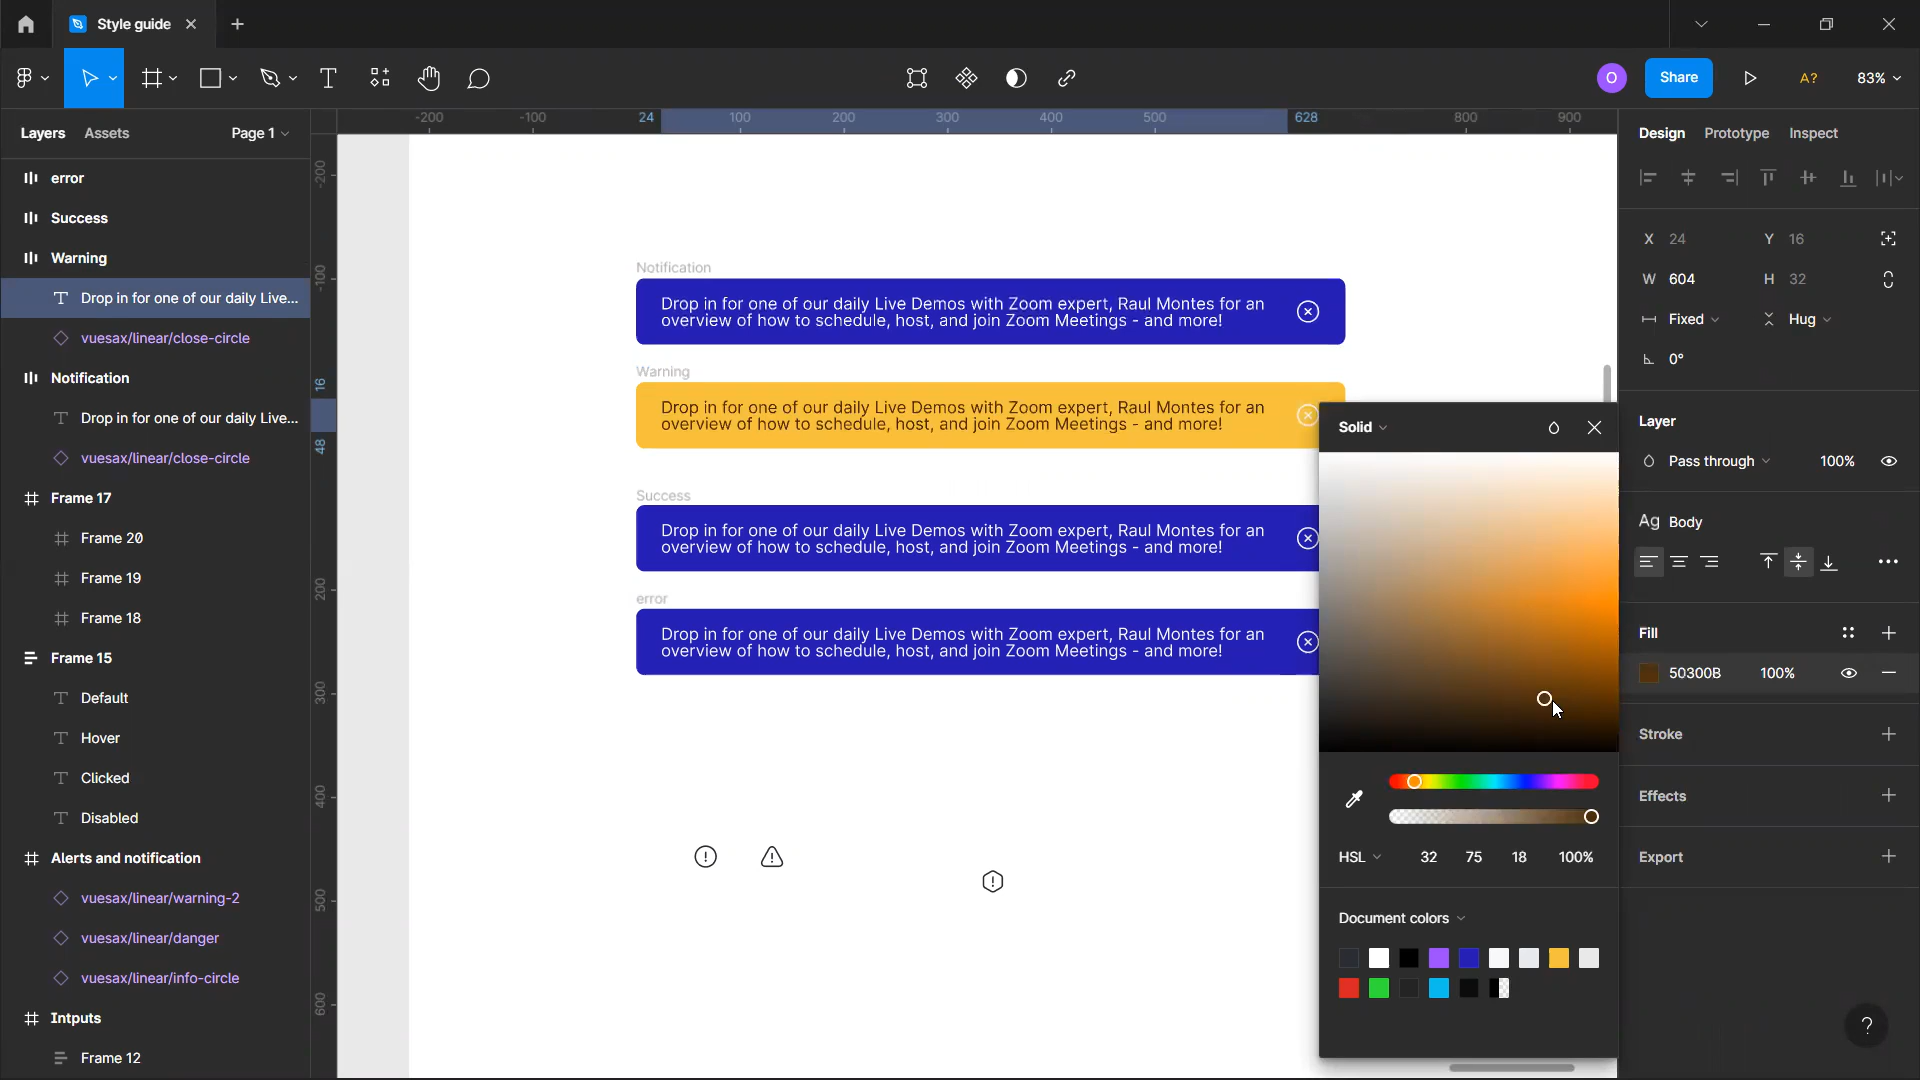 Style guide
Share
A?
83%
O
Layers
Assets
Page 1
error
Success
Warning
Drop in for one of our daily Live...
vuesax/linear/close-circle
Notification
Drop in for one of our daily Live...
vuesax/linear/close-circle
Frame 17
Frame 20
Frame 19
Frame 18
Frame 15
Default
Hover
Clicked
Disabled
Alerts and notification
vuesax/linear/warning-2
vuesax/linear/danger
vuesax/linear/info-circle
Intputs
Frame 12
-200
-100
24
100
200
300
400
500
628
800
900
-200
-100
16
48
200
300
400
500
600
Notification
Drop in for one of our daily Live Demos with Zoom expert, Raul Montes for an
overview of how to schedule, host, and join Zoom Meetings - and more!
Warning
Drop in for one of our daily Live Demos with Zoom expert, Raul Montes for an
overview of how to schedule, host, and join Zoom Meetings - and more!
Success
Drop in for one of our daily Live Demos with Zoom expert, Raul Montes for an
overview of how to schedule, host, and join Zoom Meetings - and more!
error
Drop in for one of our daily Live Demos with Zoom expert, Raul Montes for an
overview of how to schedule, host, and join Zoom Meetings - and more!
Solid
HSL
32
75
18
100%
Document colors
Design
Prototype
Inspect
X 24
Y 16
W 604
H 32
Fixed
Hug
0°
Layer
Pass through
100%
Ag Body
Fill
50300B
100%
Stroke
Effects
Export
?